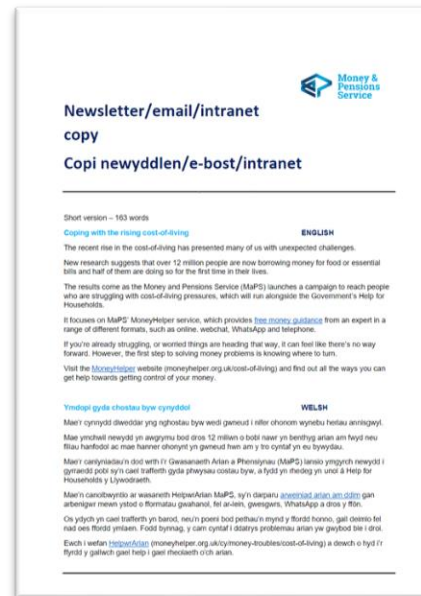 Money &
Pensions
Service
Newsletter/email/intranet
copy
Copi newyddlen/e-bost/intranet
Short version – 163 words
Coping with the rising cost-of-living ENGLISH
The recent rise in the cost-of-living has presented many of us with unexpected challenges.
New research suggests that over 12 million people are now borrowing money for food or essential
bills and half of them are doing so for the first time in their lives.
The results come as the Money and Pensions Service (MaPS) launches a campaign to reach people
who are struggling with cost-of-living pressures, which will run alongside the Government's Help for
Households.
It focuses on MaPS' MoneyHelper service, which provides free money guidance from an expert in a
range of different formats, such as online, webchat, WhatsApp and telephone.
If you're already struggling, or worried things are heading that way, it can feel like there's no way
forward. However, the first step to solving money problems is knowing where to turn.
Visit the MoneyHelper website (moneyhelper.org.uk/cost-of-living) and find out all the ways you can
get help towards getting control of your money.
Ymdopi gyda chostau byw cynyddol WELSH
Mae'r cynnydd diweddar yng nghostau byw wedi gwneud i nifer ohonom wynebu heriau annisgwyl.
Mae ymchwil newydd yn awgrymu bod dros 12 miliwn o bobl nawr yn benthyg arian am fwyd neu
filiau hanfodol ac mae hanner ohonynt yn gwneud hwn am y tro cyntaf yn eu bywydau.
Mae'r canlyniadau'n dod wrth i'r Gwasanaeth Arian a Phensiynau (MaPS) lansio ymgyrch newydd i
gyrraedd pobl sy'n cael trafferth gyda phwysau costau byw, a fydd yn rhedeg yn unol â Help for
Households y Llywodraeth.
Mae'n canolbwyntio ar wasaneth HelpwrArian MaPS, sy'n darparu arweiniad arian am ddim gan
arbenigwr mewn ystod o fformatau gwahanol, fel ar-lein, gwesgwrs, WhatsApp a dros y ffôn.
Os ydych yn cael trafferth yn barod, neu'n poeni bod pethau'n mynd y ffordd honno, gall deimlo fel
nad oes ffordd ymlaen. Fodd bynnag, y cam cyntaf i ddatrys problemau arian yw gwybod ble i droi.
Ewch i wefan HelpwrArian (moneyhelper.org.uk/cy/money-troubles/cost-of-living) a dewch o hyd i'r
ffyrdd y gallwch gael help i gael rheolaeth o'ch arian.